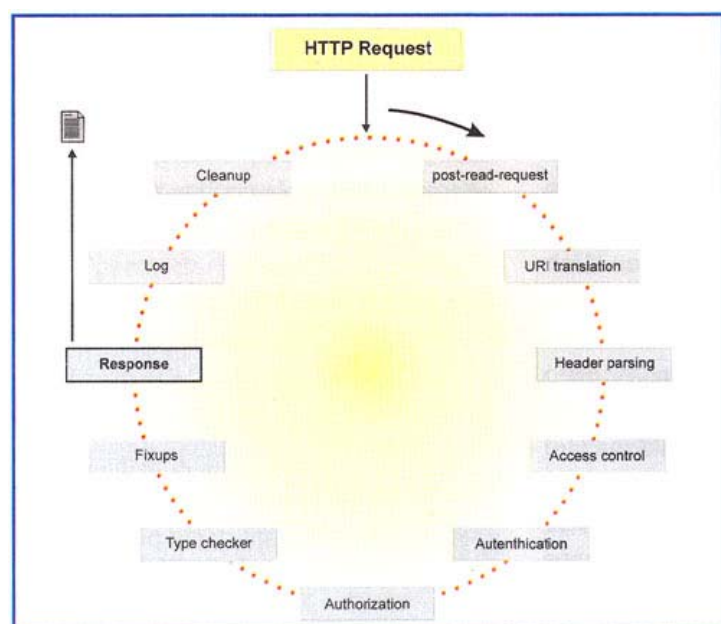 HTTP Request
post-read-request
URI translation
Header parsing
Access control
Autenthication
Authorization
Type checker
Fixups
Response
Log
Cleanup